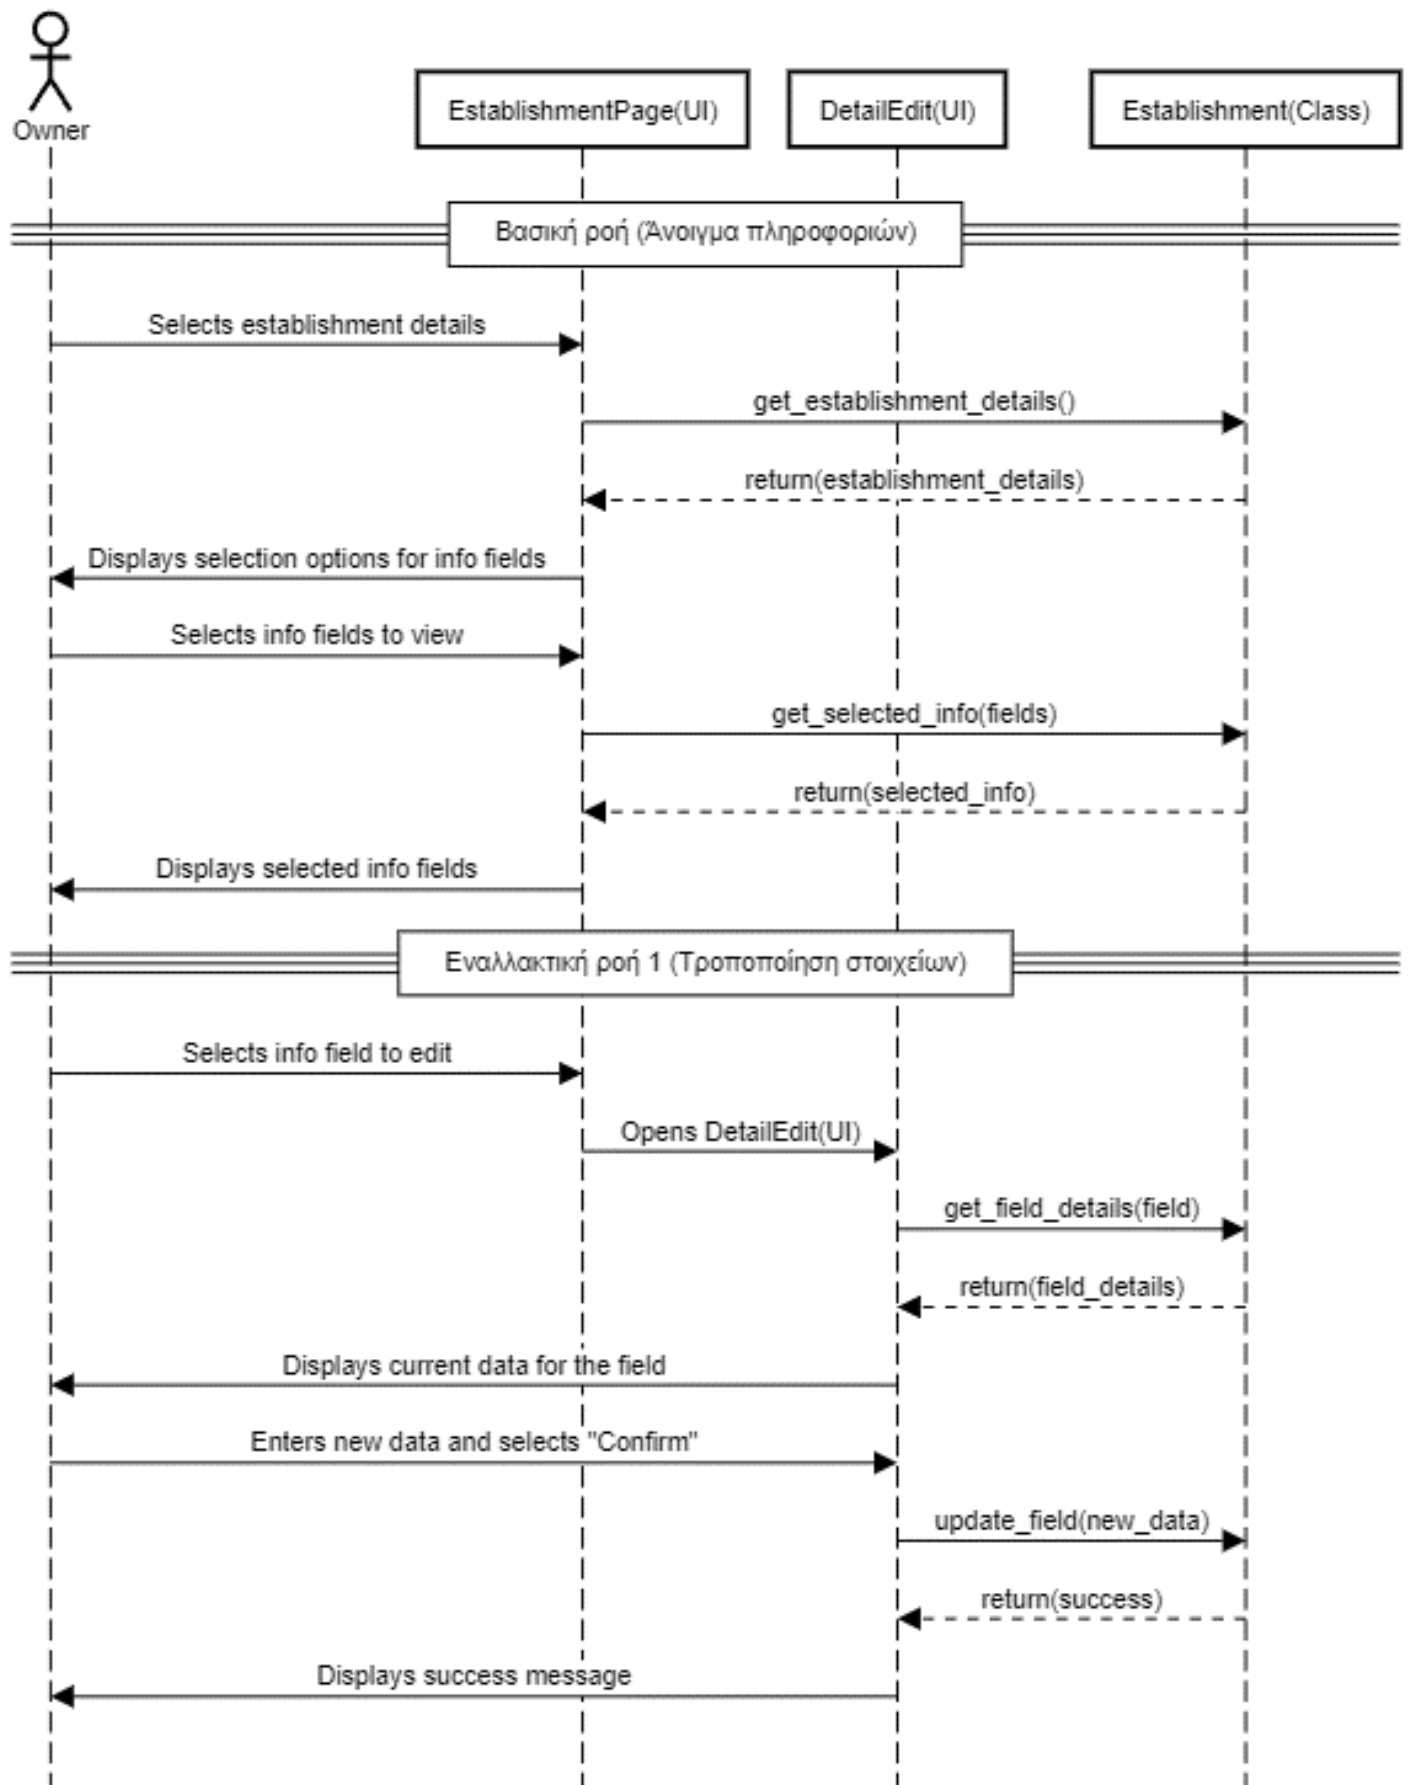 Owner
EstablishmentPage(UI)
DetailEdit(UI)
Establishment(Class)
Βασική ροή (Άνοιγμα πληροφοριών)
Selects establishment details
get_establishment_details()
return(establishment_details)
Displays selection options for info fields
Selects info fields to view
get_selected_info(fields)
return(selected_info)
Displays selected info fields
Εναλλακτική ροή 1 (Τροποποίηση στοιχείων)
Selects info field to edit
Opens DetailEdit(UI)
get_field_details(field)
return(field_details)
Displays current data for the field
Enters new data and selects "Confirm"
update_field(new_data)
return(success)
Displays success message